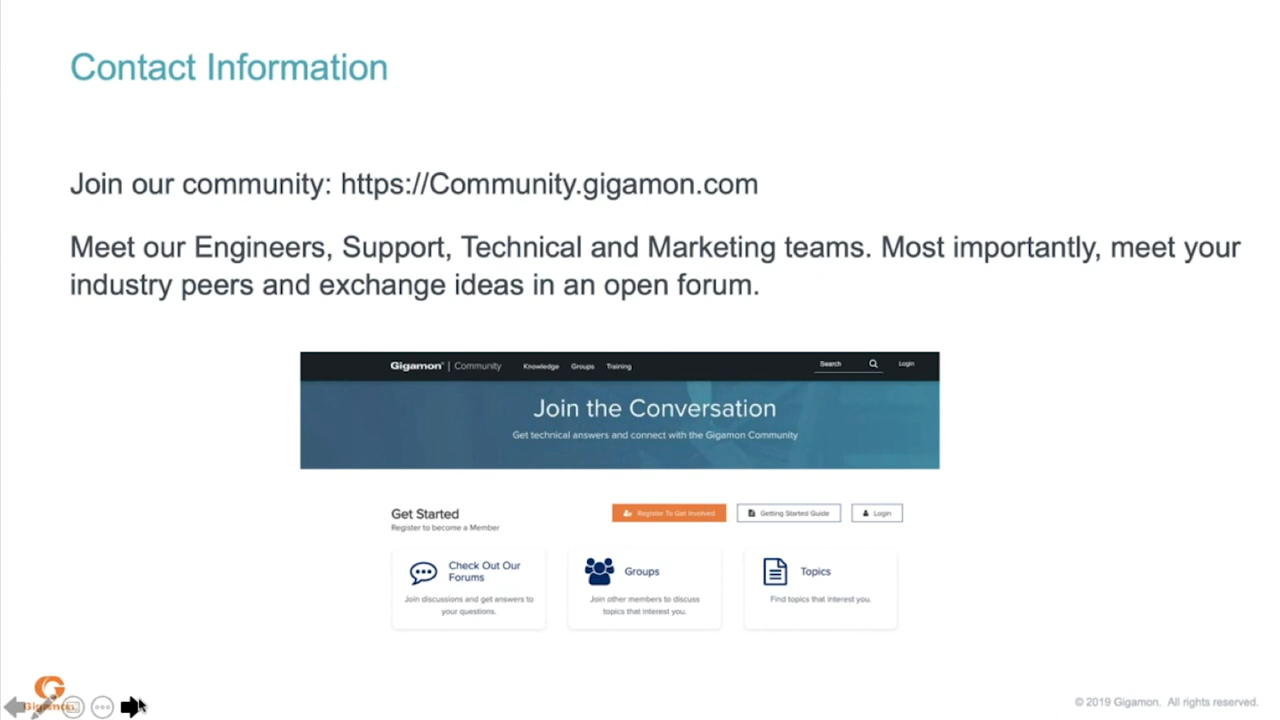 Contact Information
Join our community: https://Community.gigamon.com
Meet our Engineers, Support, Technical and Marketing teams. Most importantly, meet your
industry peers and exchange ideas in an open forum.
Gigamon® | Community Knowledge Groups Training Search Login
Join the Conversation
Get technical answers and connect with the Gigamon Community
Get Started
Register to become a Member
Register To Get Involved Getting Started Guide Login
Check Out Our
Forums
Join discussions and get answers to
your questions.
Groups
Join other members to discuss
topics that interest you.
Topics
Find topics that interest you.
Gigamon
© 2019 Gigamon. All rights reserved.